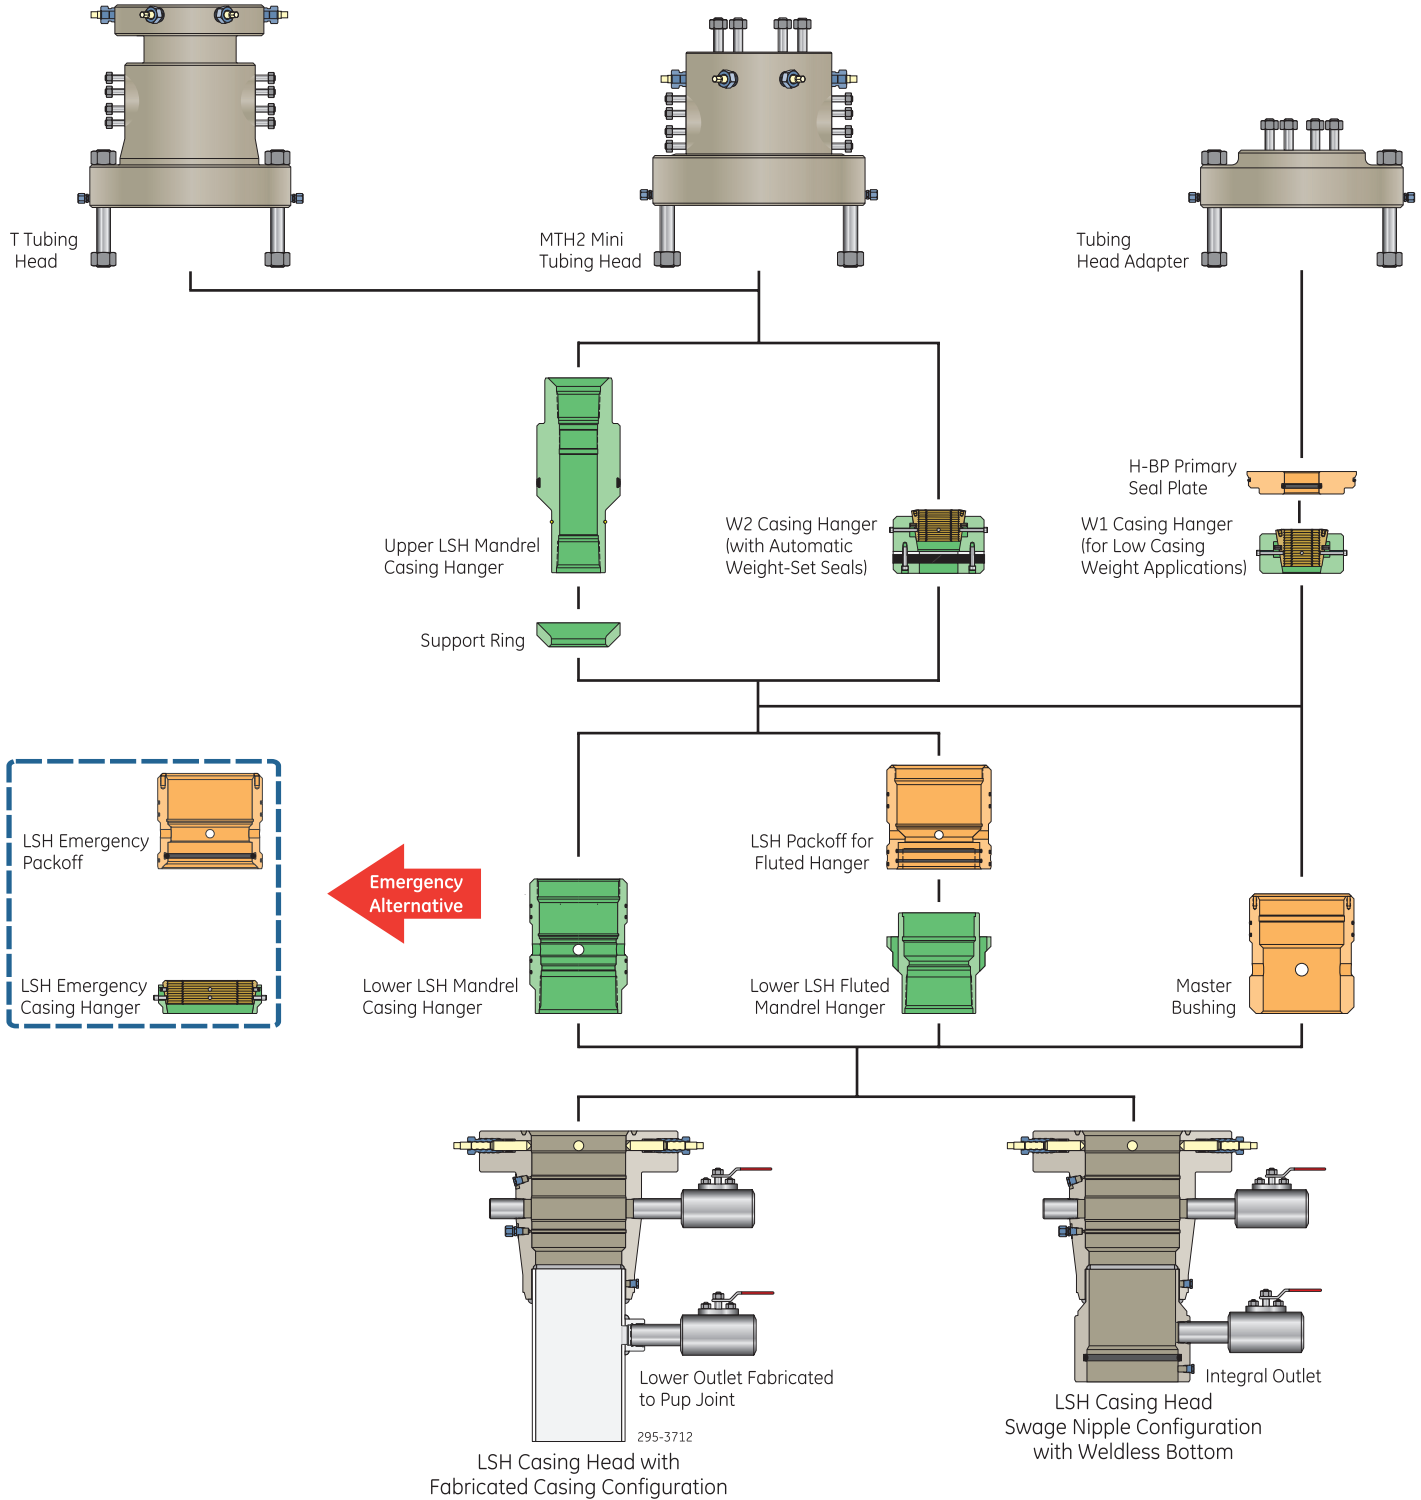 T Tubing
Head
MTH2 Mini
Tubing Head
Tubing
Head Adapter
H-BP Primary
Seal Plate
Upper LSH Mandrel
Casing Hanger
W2 Casing Hanger
(with Automatic
Weight-Set Seals)
W1 Casing Hanger
(for Low Casing
Weight Applications)
Support Ring
LSH Emergency
Packoff
Emergency
Alternative
LSH Packoff for
Fluted Hanger
LSH Emergency
Casing Hanger
Lower LSH Mandrel
Casing Hanger
Lower LSH Fluted
Mandrel Hanger
Master
Bushing
Lower Outlet Fabricated
to Pup Joint
295-3712
LSH Casing Head with
Fabricated Casing Configuration
Integral Outlet
LSH Casing Head
Swage Nipple Configuration
with Weldless Bottom